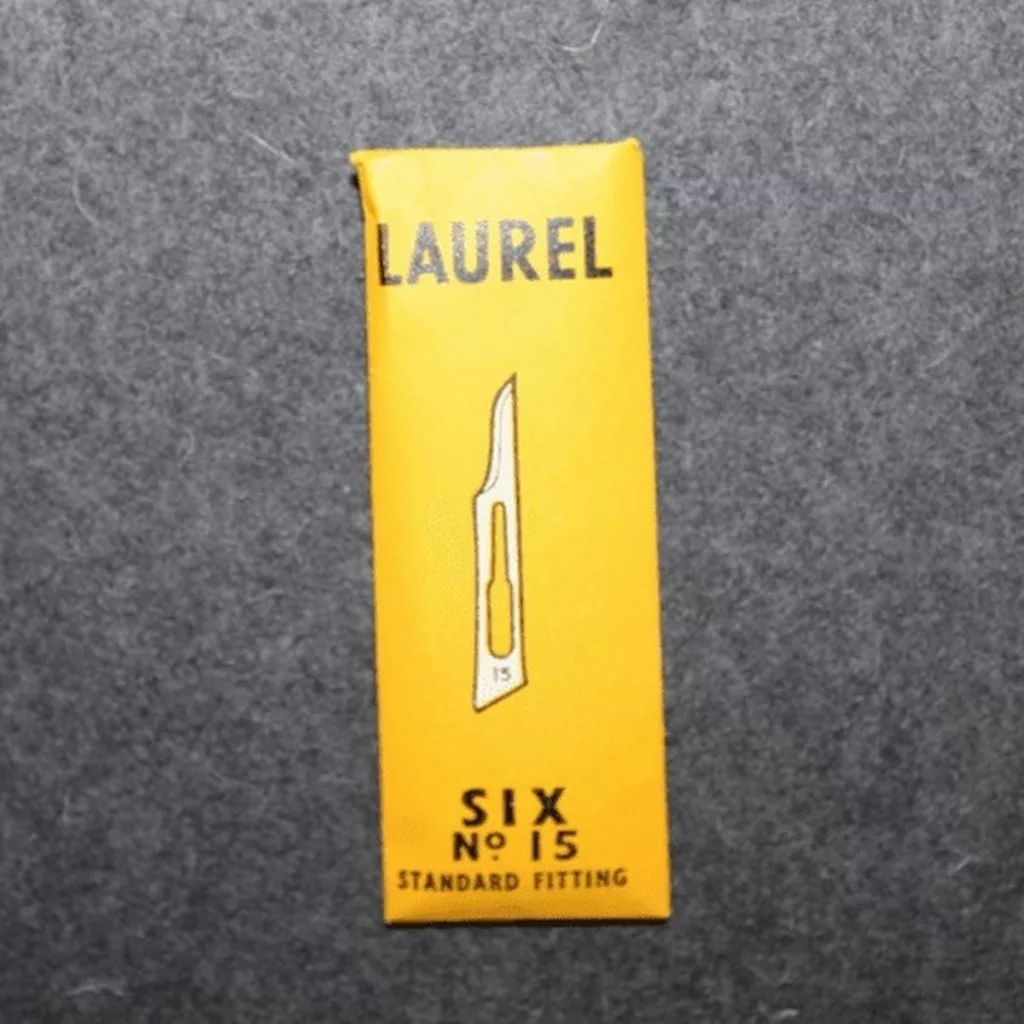 LAUREL
15
SIX
Nº 15
STANDARD FITTING